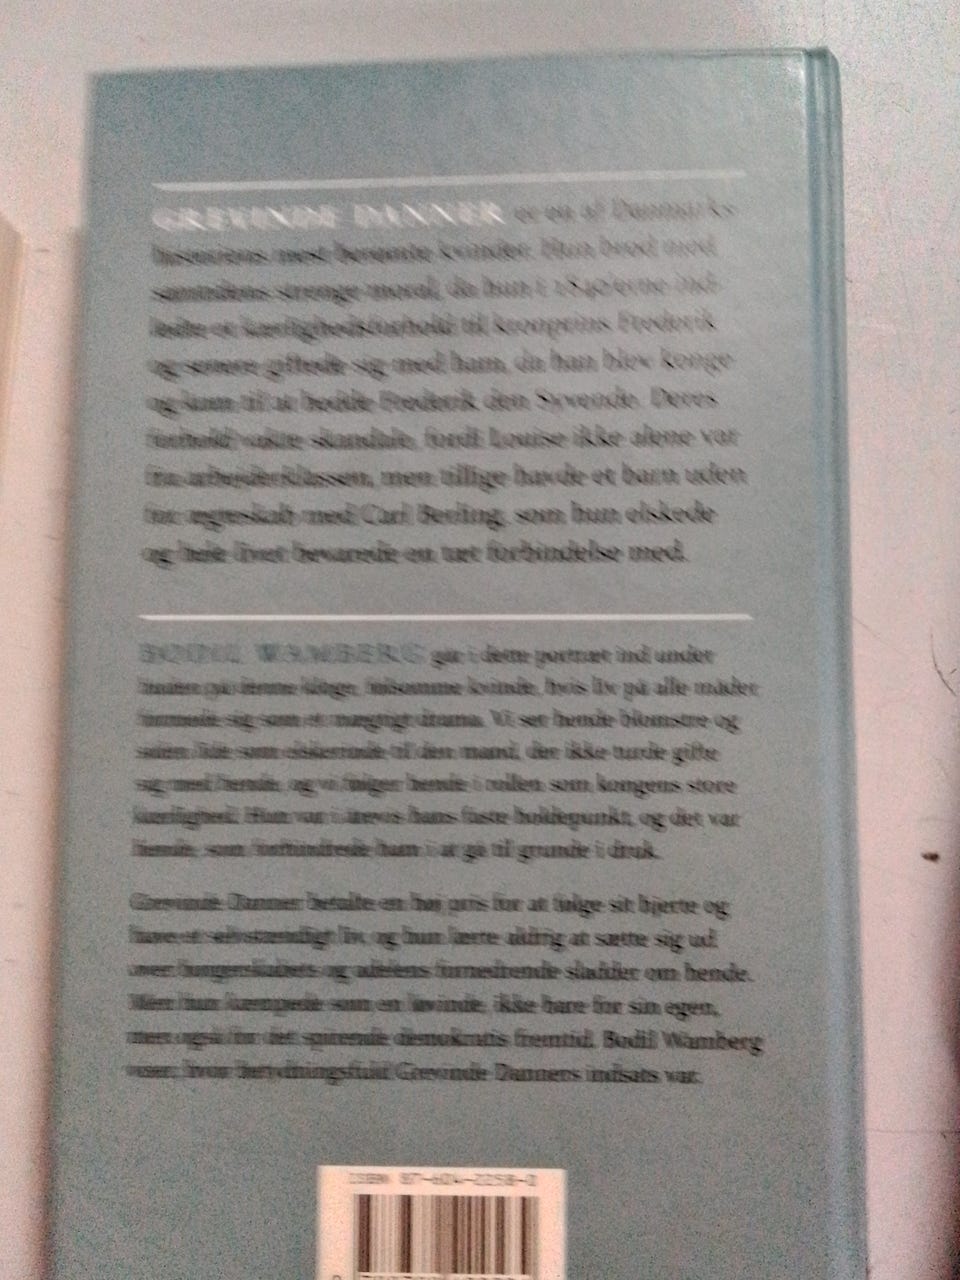 GREVINDE DANNER er en af Danmarks-
historiens mest berømte kvinder. Hun brød med
samtidens strenge moral, da hun i 1840'erne ind-
ledte et kærlighedsforhold til kronprins Frederik
og senere giftede sig med ham, da han blev konge
og kom til at hedde Frederik den Syvende. Deres
forhold vakte skandale, fordi Louise ikke alene var
fra arbejderklassen, men tillige havde et barn uden
for ægteskab med Carl Berling, som hun elskede
og hele livet bevarede en tæt forbindelse med.
BODIL WAMBERG går i dette portræt ind under
huden på denne kloge, følsomme kvinde, hvis liv på alle måder
formede sig som et mægtigt drama. Vi ser hende blomstre og
siden lide som elskerinde til den mand, der ikke turde gifte
sig med hende, og vi følger hende i rollen som kongens store
kærlighed. Hun var i årevis hans faste holdepunkt, og det var
hende, som forhindrede ham i at gå til grunde i druk.
Grevinde Danner betalte en høj pris for at følge sit hjerte og
have et selvstændigt liv, og hun lærte aldrig at sætte sig ud
over borgerskabets og adelens fornedrende sladder om hende.
Men hun kæmpede som en løvinde, ikke bare for sin egen,
men også for det spirende demokratis fremtid. Bodil Wamberg
viser, hvor betydningsfuld Grevinde Danners indsats var.
ISBN 87-604-2258-0